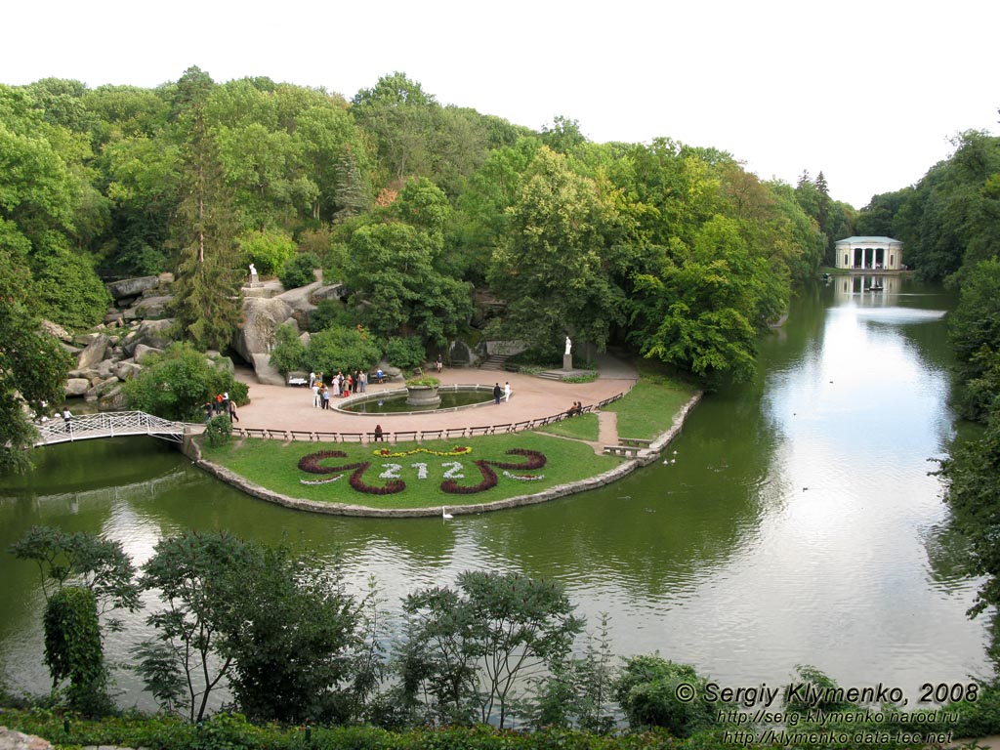 212
© Sergiy Klymenko, 2008
http://serg-klymenko.narod.ru
http://klymenko.data-tec.net